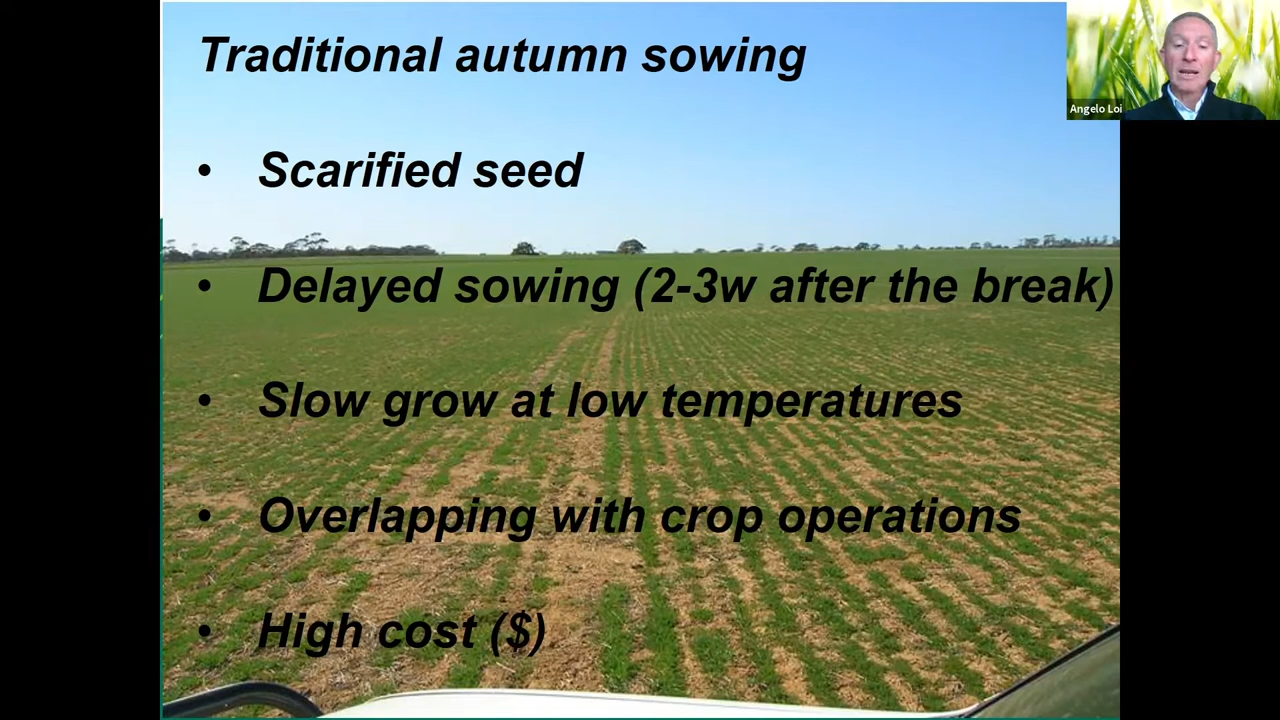 Traditional autumn sowing
Angelo Loi
• Scarified seed
• Delayed sowing (2-3w after the break)
• Slow grow at low temperatures
• Overlapping with crop operations
• High cost ($)